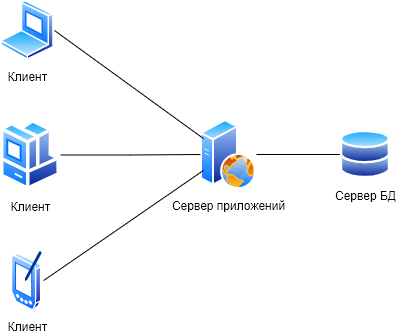 Клиент
Клиент
Сервер приложений
Сервер БД
Клиент